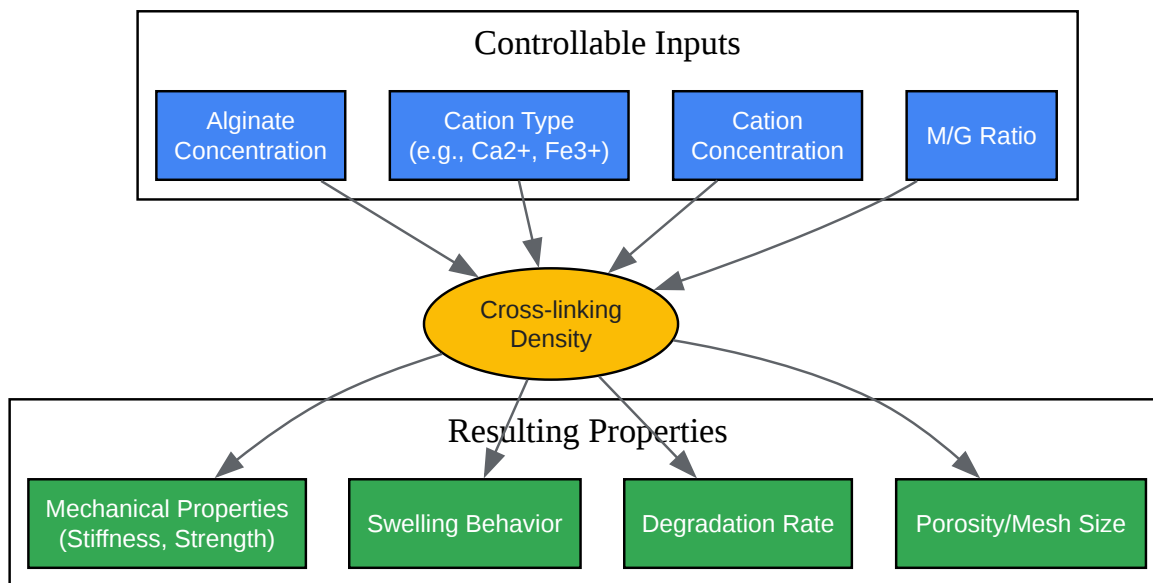 Controllable Inputs
Alginate
Concentration
Cation Type
(e.g., Ca2+, Fe3+)
Cation
Concentration
M/G Ratio
Cross-linking
Density
Resulting Properties
Mechanical Properties
(Stiffness, Strength)
Swelling Behavior
Degradation Rate
Porosity/Mesh Size